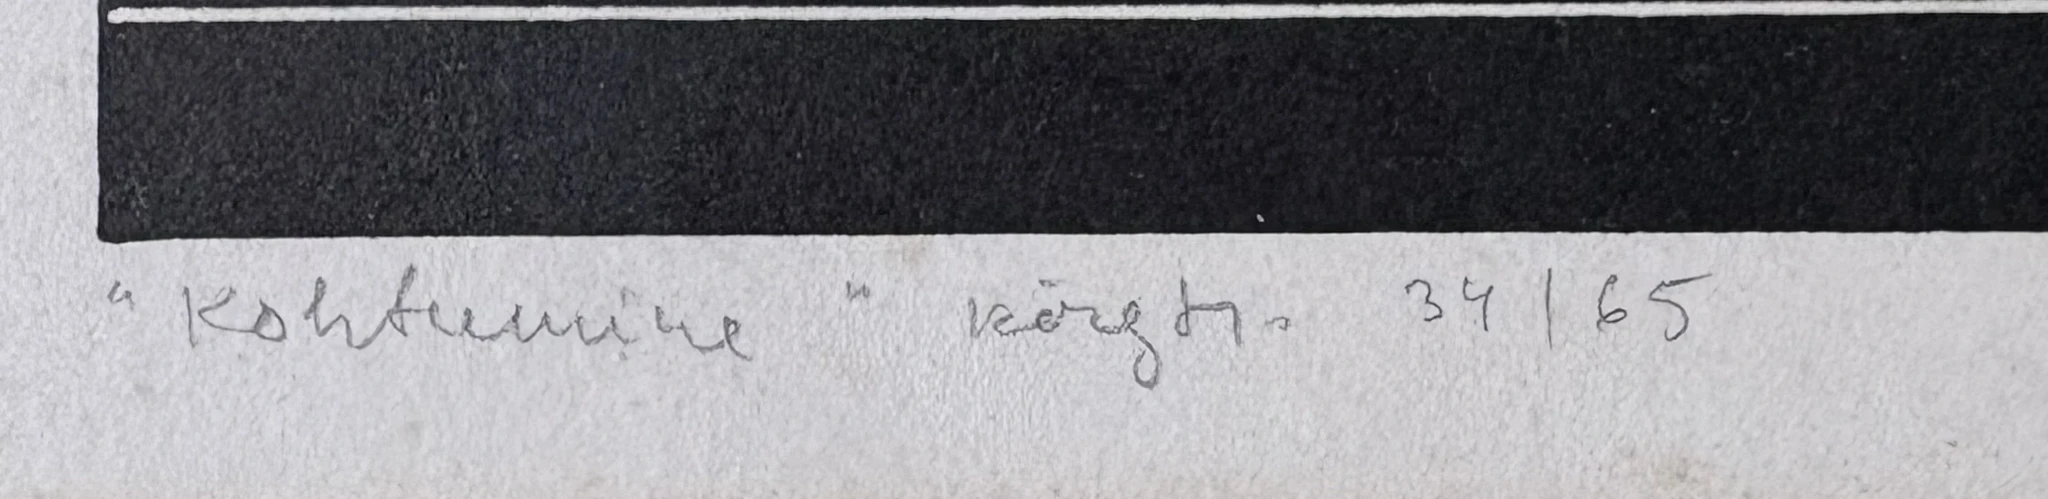 "Kohtumine" kõrgtr. 34/65